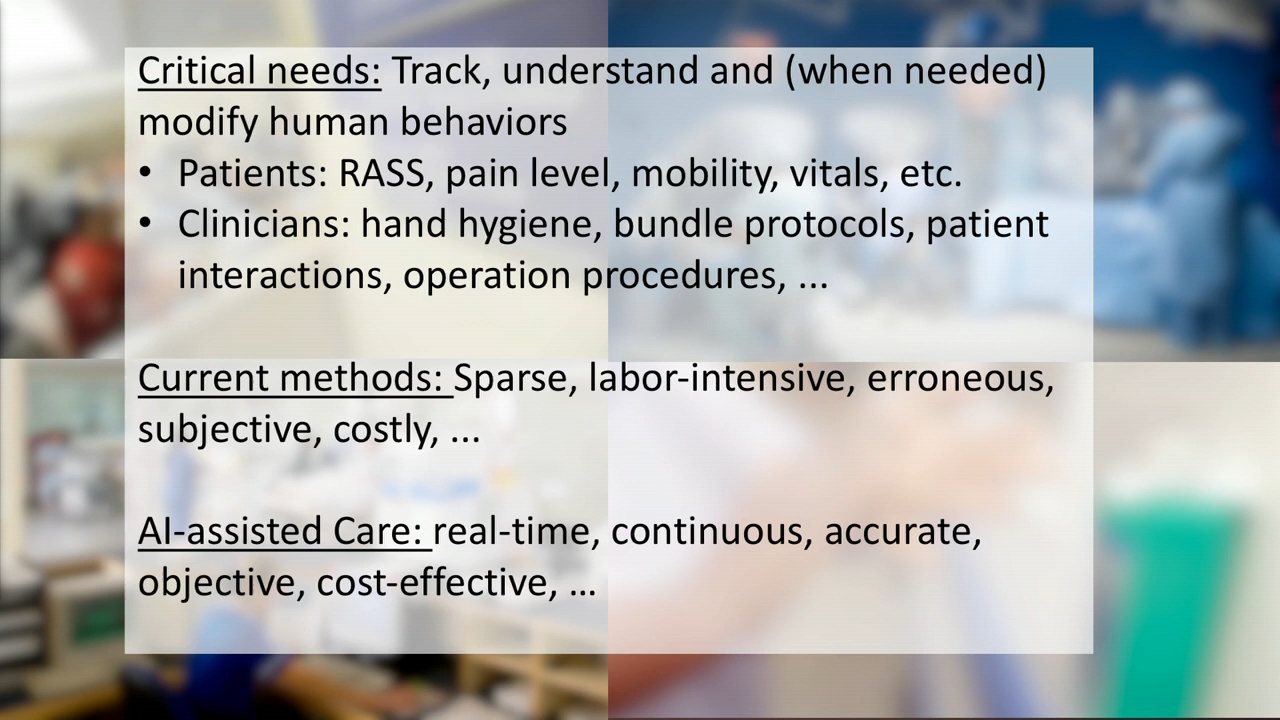 Critical needs: Track, understand and (when needed)
modify human behaviors
• Patients: RASS, pain level, mobility, vitals, etc.
• Clinicians: hand hygiene, bundle protocols, patient
interactions, operation procedures, ...
Current methods: Sparse, labor-intensive, erroneous,
subjective, costly, ...
AI-assisted Care: real-time, continuous, accurate,
objective, cost-effective, ...